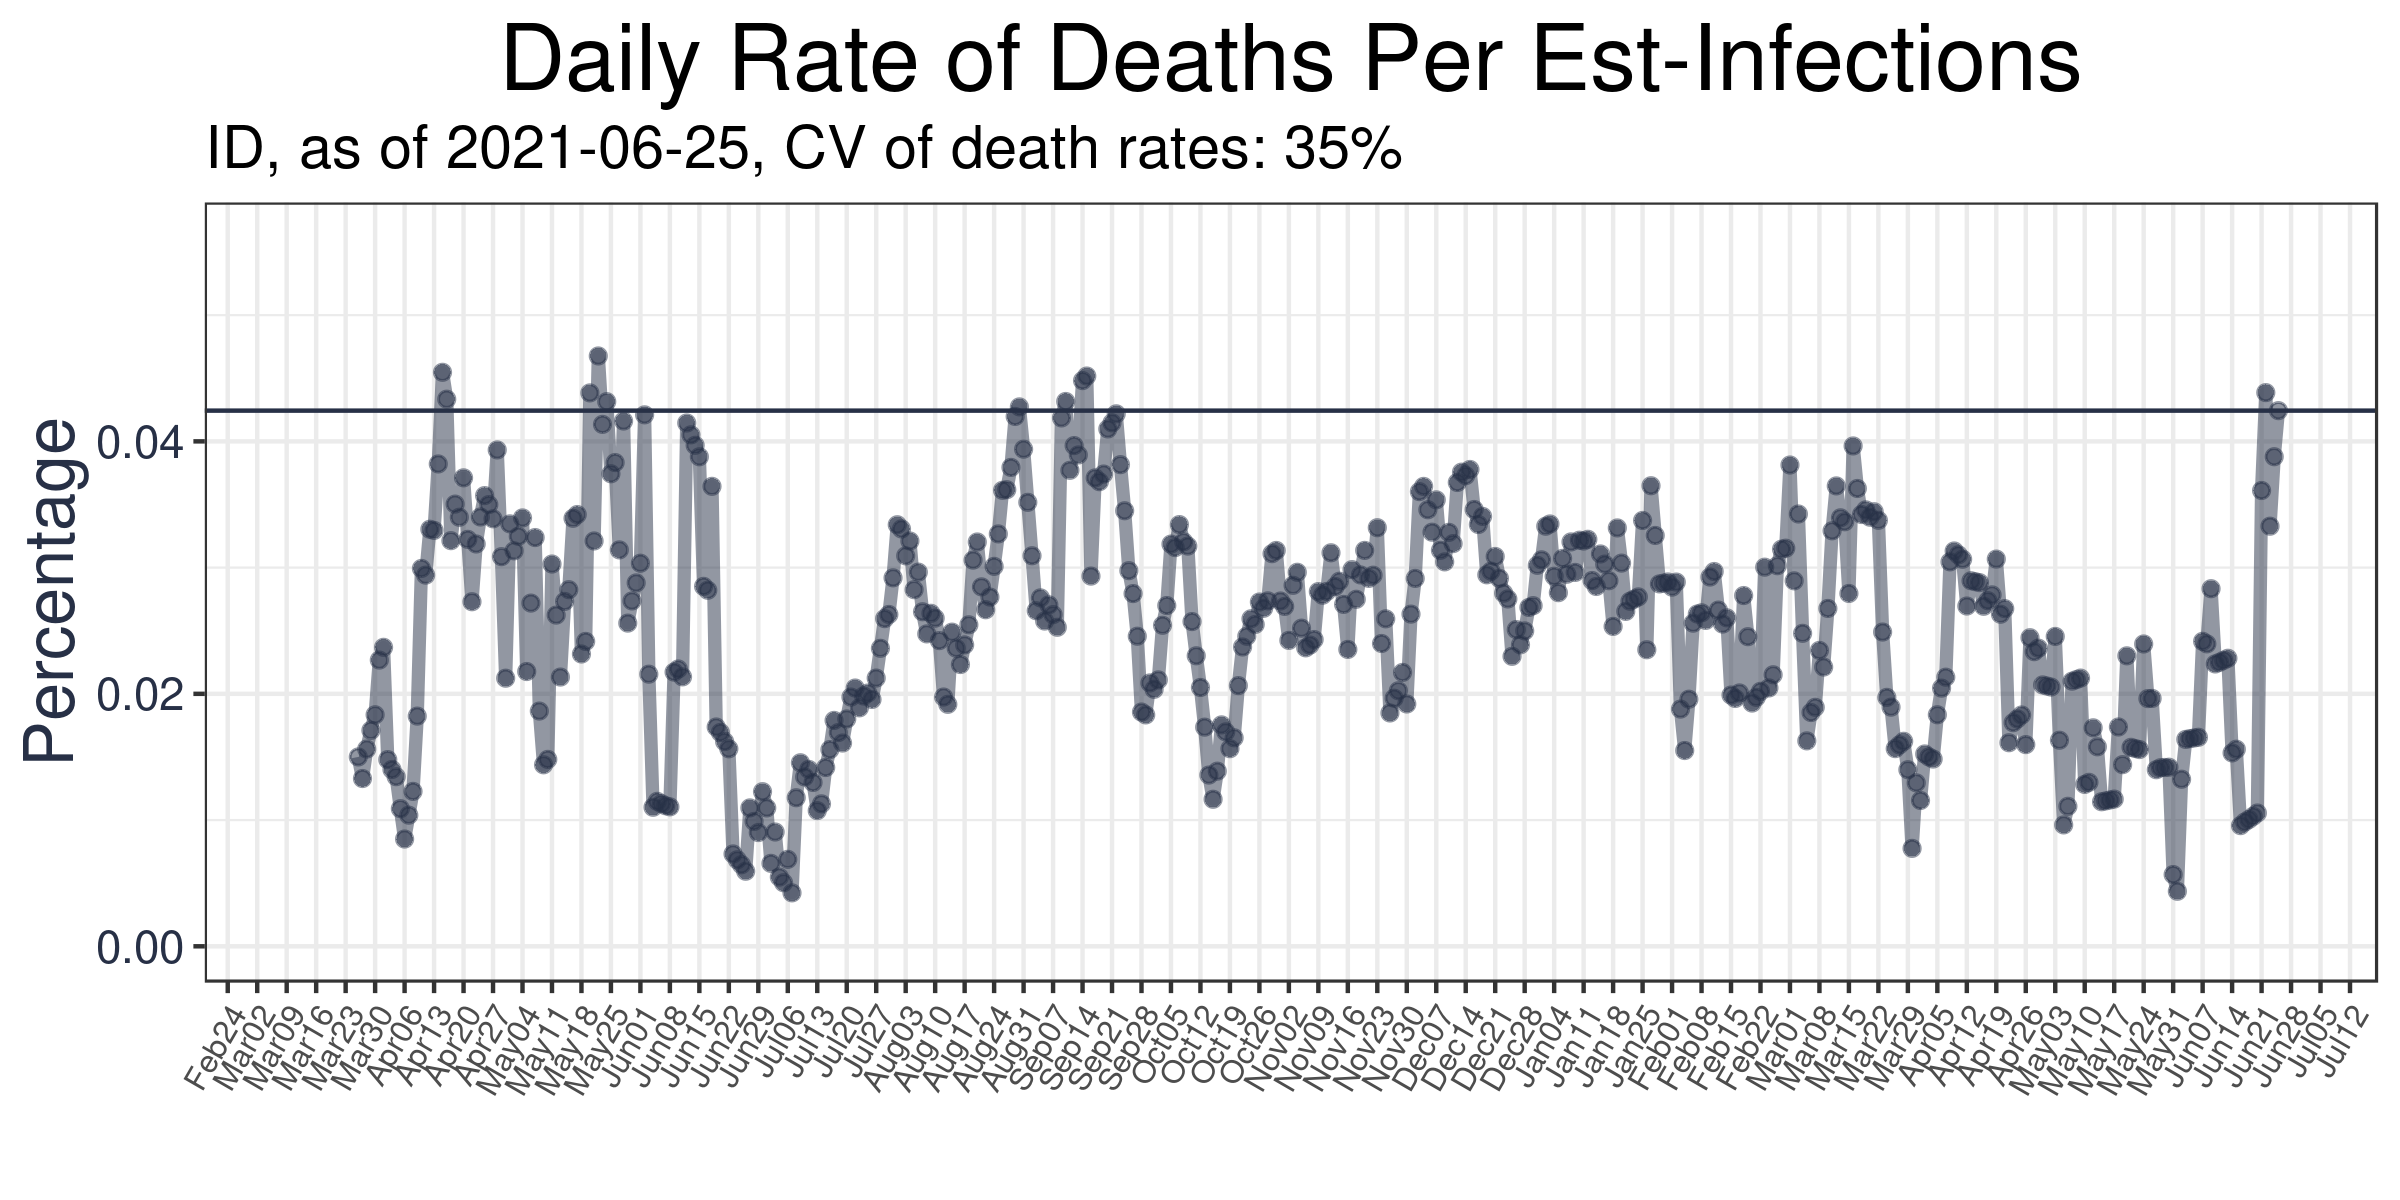 Daily Rate of Deaths Per Est-Infections
ID, as of 2021-06-25, CV of death rates: 35%
Percentage
0.04
0.02
0.00
Feb24
Mar02
Mar09
Mar16
Mar23
Mar30
Apr06
Apr13
Apr20
Apr27
May04
May11
May18
May25
Jun01
Jun08
Jun15
Jun22
Jun29
Jul06
Jul13
Jul20
Jul27
Aug03
Aug10
Aug17
Aug24
Aug31
Sep07
Sep14
Sep21
Sep28
Oct05
Oct12
Oct19
Oct26
Nov02
Nov09
Nov16
Nov23
Nov30
Dec07
Dec14
Dec21
Dec28
Jan04
Jan11
Jan18
Jan25
Feb01
Feb08
Feb15
Feb22
Mar01
Mar08
Mar15
Mar22
Mar29
Apr05
Apr12
Apr19
Apr26
May03
May10
May17
May24
May31
Jun07
Jun14
Jun21
Jun28
Jul05
Jul12